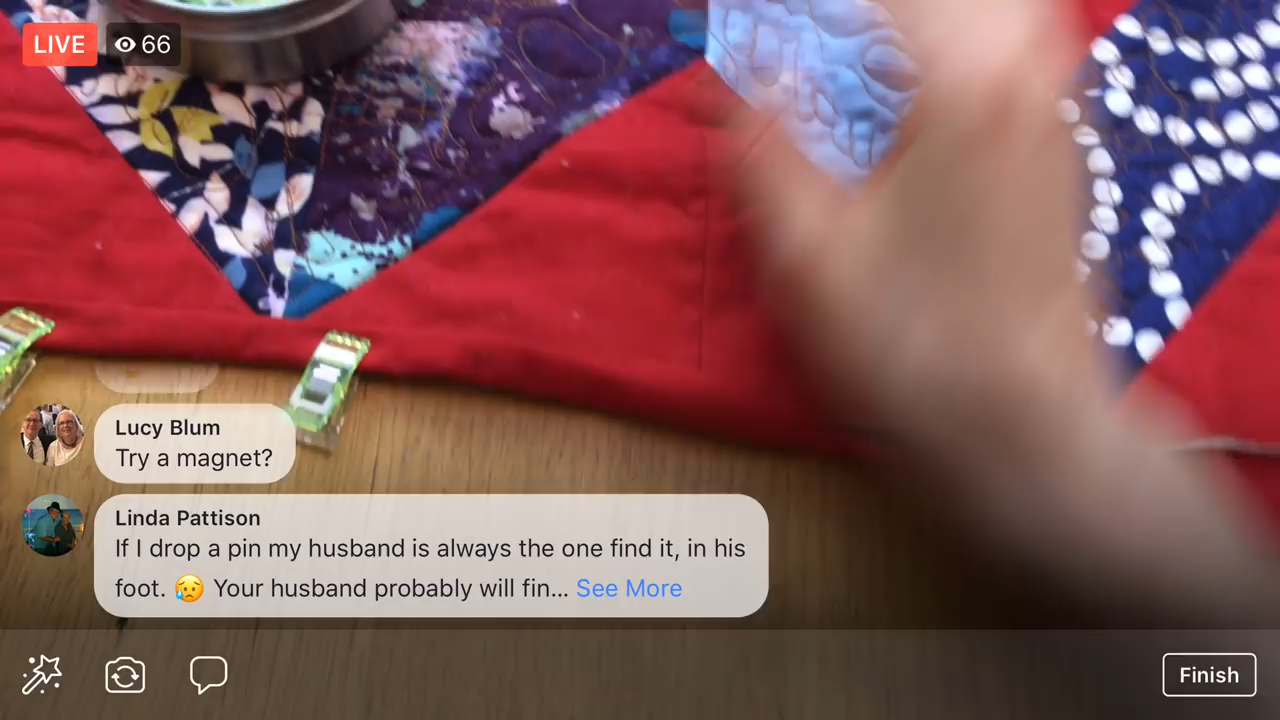 LIVE
66
Lucy Blum
Try a magnet?
Linda Pattison
If I drop a pin my husband is always the one find it, in his
foot. 😥 Your husband probably will fin... See More
Finish